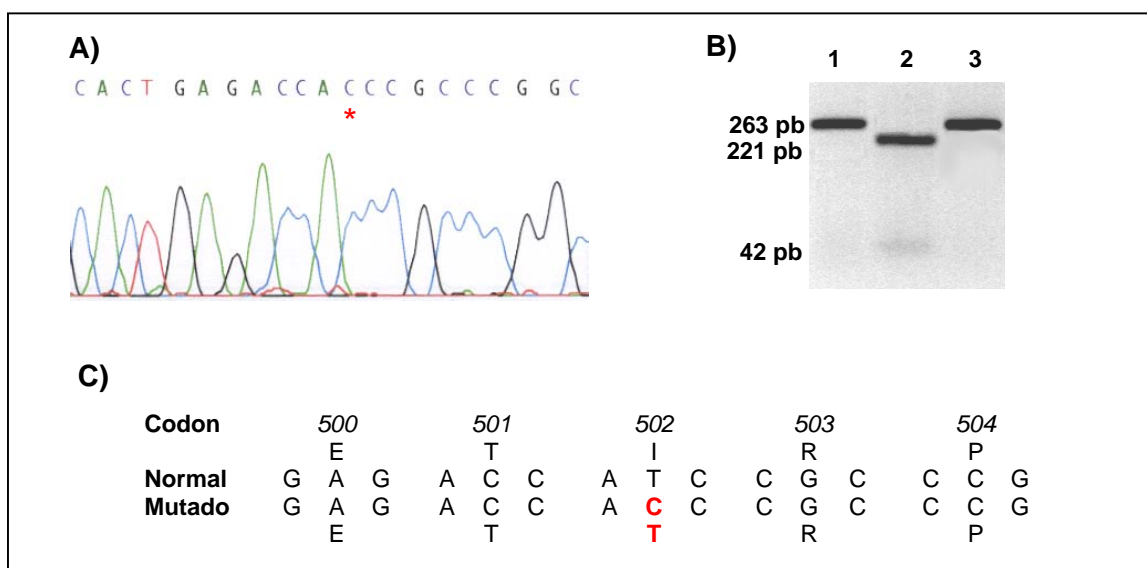 A)
C A C T G A G A C C A C C C G C C C G G C
*
B)
1 2 3
263 pb
221 pb
42 pb
C)
Codon 500 501 502 503 504
E T I R P
Normal G A G A C C A T C C G C C C G
Mutado G A G A C C A C C C G C C C G
E T T R P